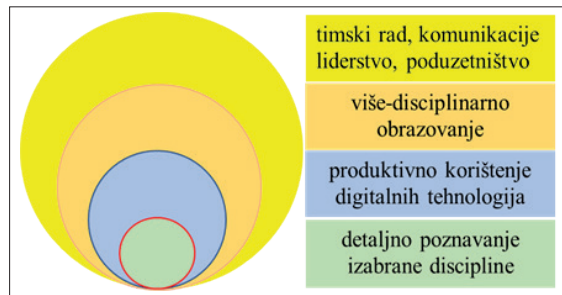 timski rad, komunikacije
liderstvo, poduzetništvo
više-disciplinarno
obrazovanje
produktivno korištenje
digitalnih tehnologija
detaljno poznavanje
izabrane discipline